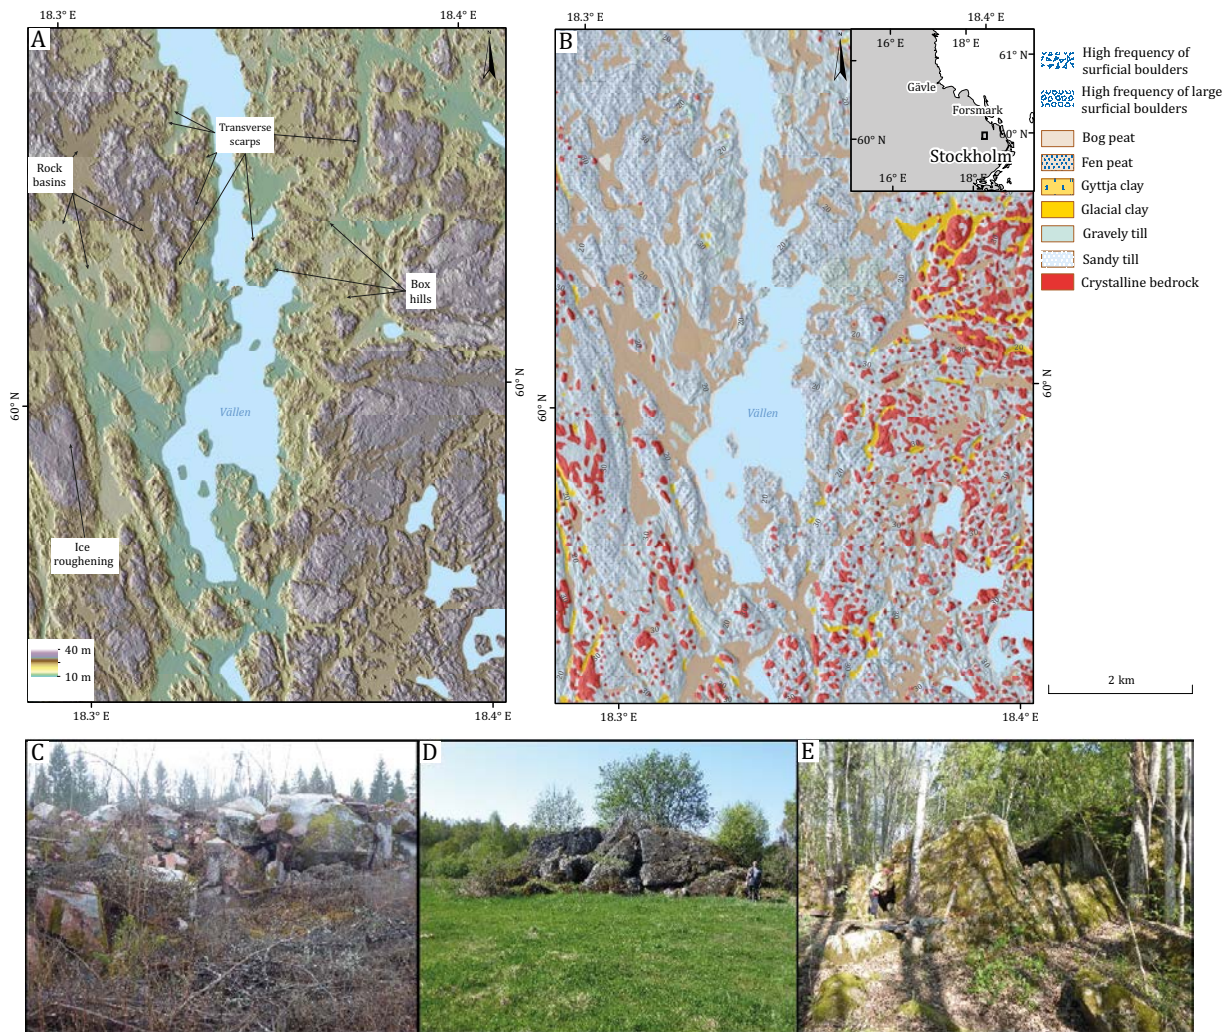 18.3° E
18.4° E
A
N
Transverse
scarps
Rock
basins
Box
hills
60° N
60° N
Vällen
Ice
roughening
40 m
10 m
18.3° E
18.4° E
18.3° E
18.4° E
B
N
16° E
18° E
61° N
Gävle
Forsmark
60° N
60° N
Stockholm
16° E
18° E
60° N
60° N
Vällen
18.3° E
18.4° E
High frequency of
surficial boulders
High frequency of large
surficial boulders
Bog peat
Fen peat
Gyttja clay
Glacial clay
Gravely till
Sandy till
Crystalline bedrock
2 km
C
D
E